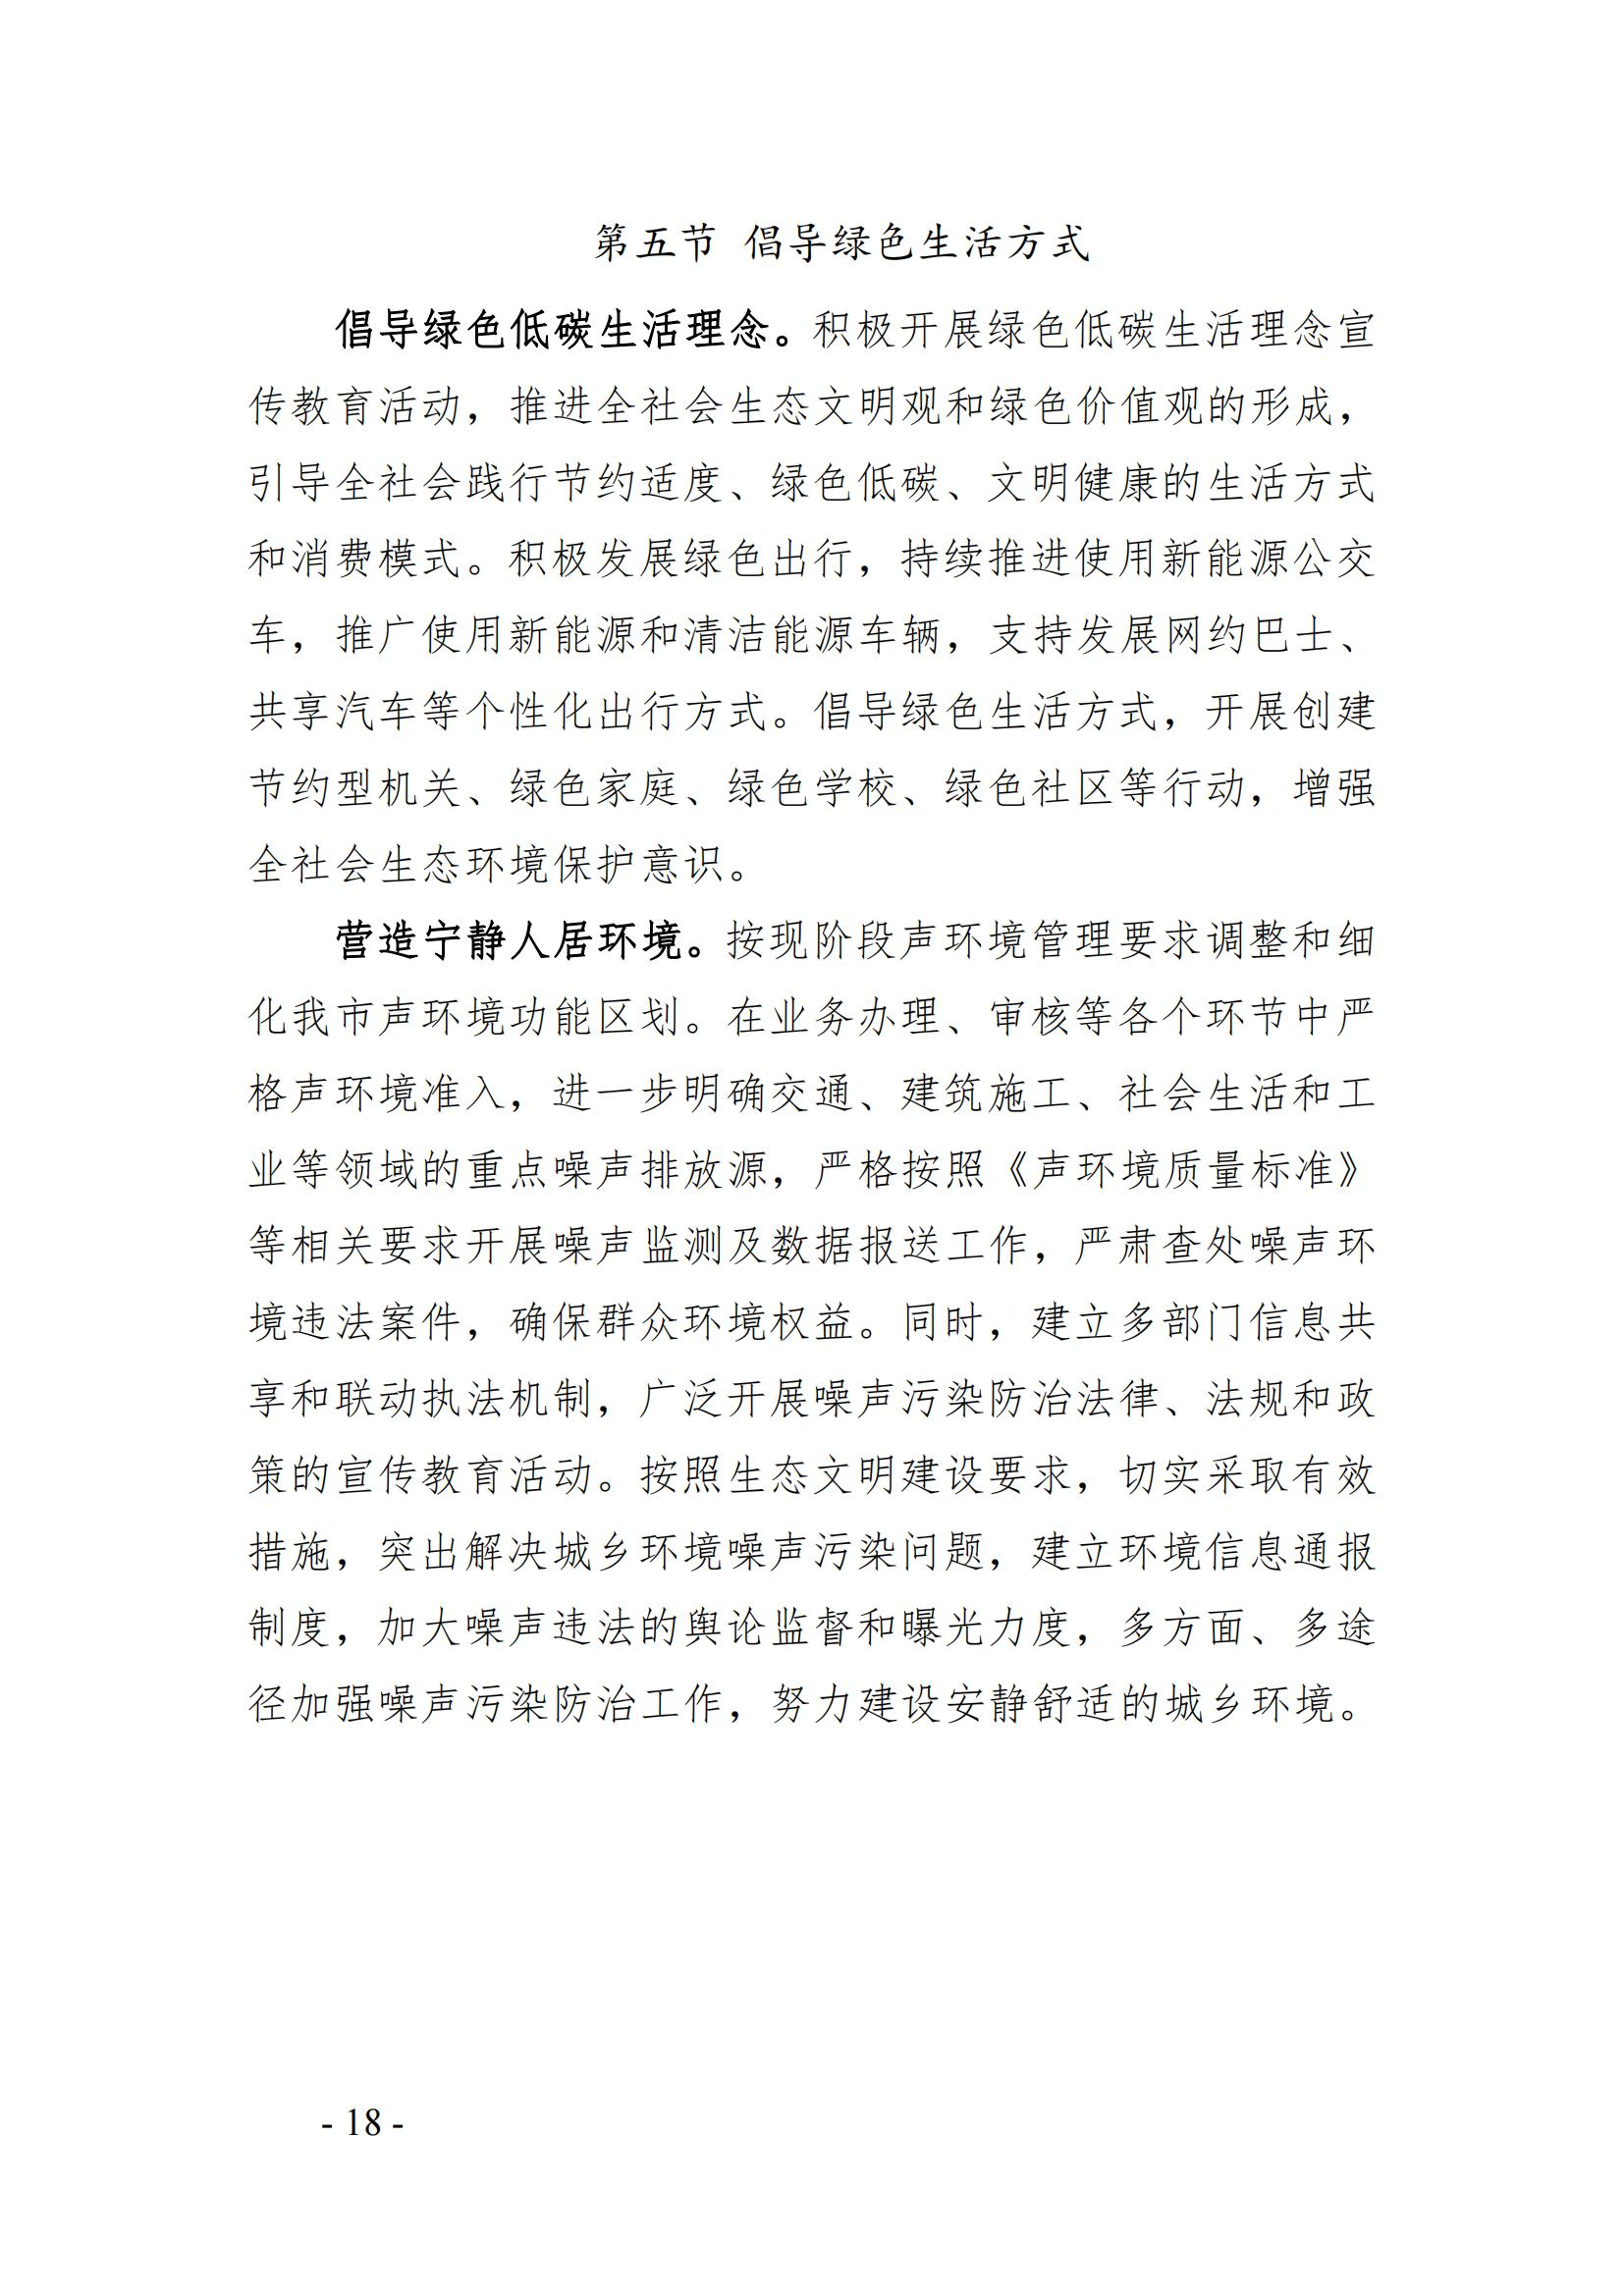 第五节 倡导绿色生活方式
倡导绿色低碳生活理念。积极开展绿色低碳生活理念宣
传教育活动，推进全社会生态文明观和绿色价值观的形成，
引导全社会践行节约适度、绿色低碳、文明健康的生活方式
和消费模式。积极发展绿色出行，持续推进使用新能源公交
车，推广使用新能源和清洁能源车辆，支持发展网约巴士、
共享汽车等个性化出行方式。倡导绿色生活方式，开展创建
节约型机关、绿色家庭、绿色学校、绿色社区等行动，增强
全社会生态环境保护意识。
营造宁静人居环境。按现阶段声环境管理要求调整和细
化我市声环境功能区划。在业务办理、审核等各个环节中严
格声环境准入，进一步明确交通、建筑施工、社会生活和工
业等领域的重点噪声排放源，严格按照《声环境质量标准》
等相关要求开展噪声监测及数据报送工作，严肃查处噪声环
境违法案件，确保群众环境权益。同时，建立多部门信息共
享和联动执法机制，广泛开展噪声污染防治法律、法规和政
策的宣传教育活动。按照生态文明建设要求，切实采取有效
措施，突出解决城乡环境噪声污染问题，建立环境信息通报
制度，加大噪声违法的舆论监督和曝光力度，多方面、多途
径加强噪声污染防治工作，努力建设安静舒适的城乡环境。
- 18 -